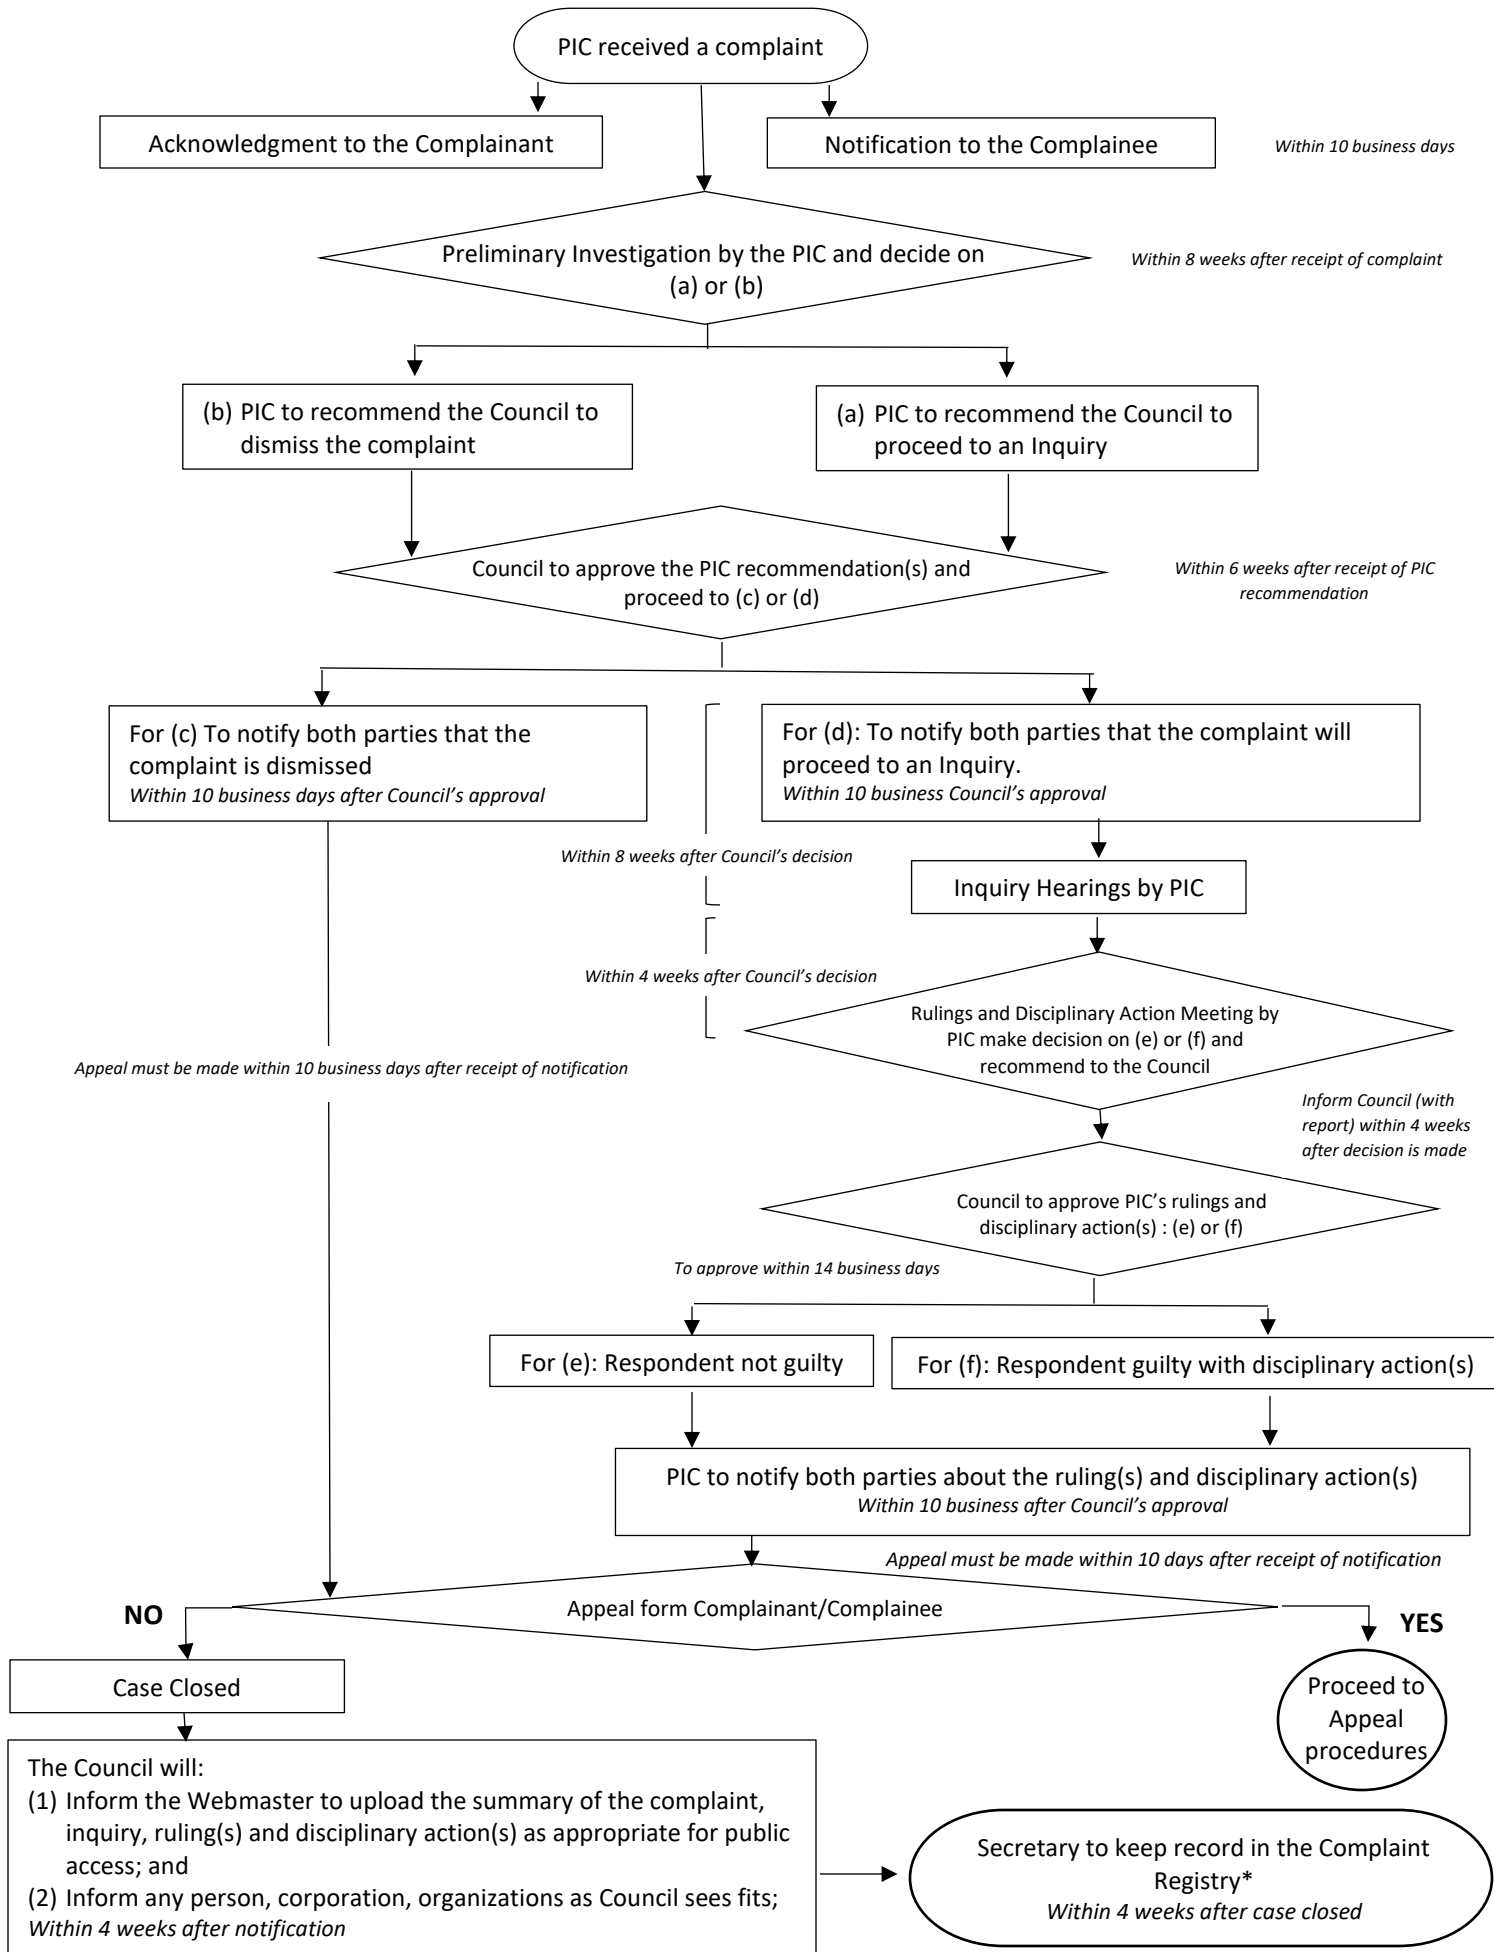 PIC received a complaint
Acknowledgment to the Complainant
Notification to the Complainee
Within 10 business days
Preliminary Investigation by the PIC and decide on
(a) or (b)
Within 8 weeks after receipt of complaint
(b) PIC to recommend the Council to
dismiss the complaint
(a) PIC to recommend the Council to
proceed to an Inquiry
Council to approve the PIC recommendation(s) and
proceed to (c) or (d)
Within 6 weeks after receipt of PIC
recommendation
For (c) To notify both parties that the
complaint is dismissed
Within 10 business days after Council’s approval
For (d): To notify both parties that the complaint will
proceed to an Inquiry.
Within 10 business Council’s approval
Within 8 weeks after Council’s decision
Inquiry Hearings by PIC
Within 4 weeks after Council’s decision
Rulings and Disciplinary Action Meeting by
PIC make decision on (e) or (f) and
recommend to the Council
Appeal must be made within 10 business days after receipt of notification
Inform Council (with
report) within 4 weeks
after decision is made
Council to approve PIC’s rulings and
disciplinary action(s) : (e) or (f)
To approve within 14 business days
For (e): Respondent not guilty
For (f): Respondent guilty with disciplinary action(s)
PIC to notify both parties about the ruling(s) and disciplinary action(s)
Within 10 business after Council’s approval
Appeal must be made within 10 days after receipt of notification
Appeal form Complainant/Complainee
NO
YES
Case Closed
Proceed to
Appeal
procedures
The Council will:
(1) Inform the Webmaster to upload the summary of the complaint,
inquiry, ruling(s) and disciplinary action(s) as appropriate for public
access; and
(2) Inform any person, corporation, organizations as Council sees fits;
Within 4 weeks after notification
Secretary to keep record in the Complaint
Registry*
Within 4 weeks after case closed